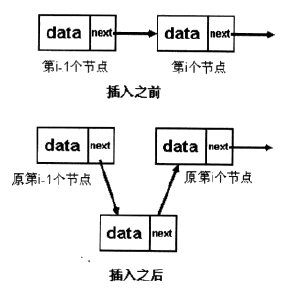 data next data next
第i-1个节点 第i个节点
插入之前
data next data next
原第i-1个节点 原第i个节点
data next
插入之后